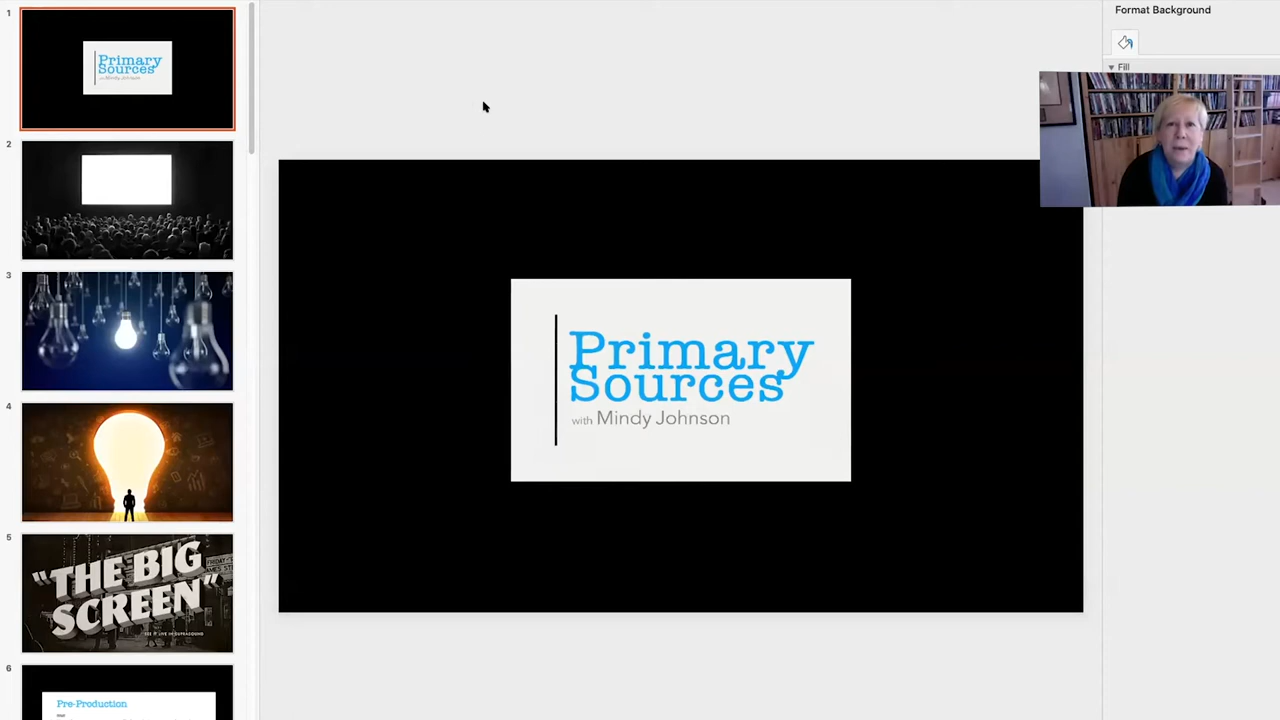 Format Background
Fill
1
Primary
Sources
with Mindy Johnson
2
3
4
5
"THE BIG
SCREEN"
6
Pre-Production
Primary
Sources
with Mindy Johnson